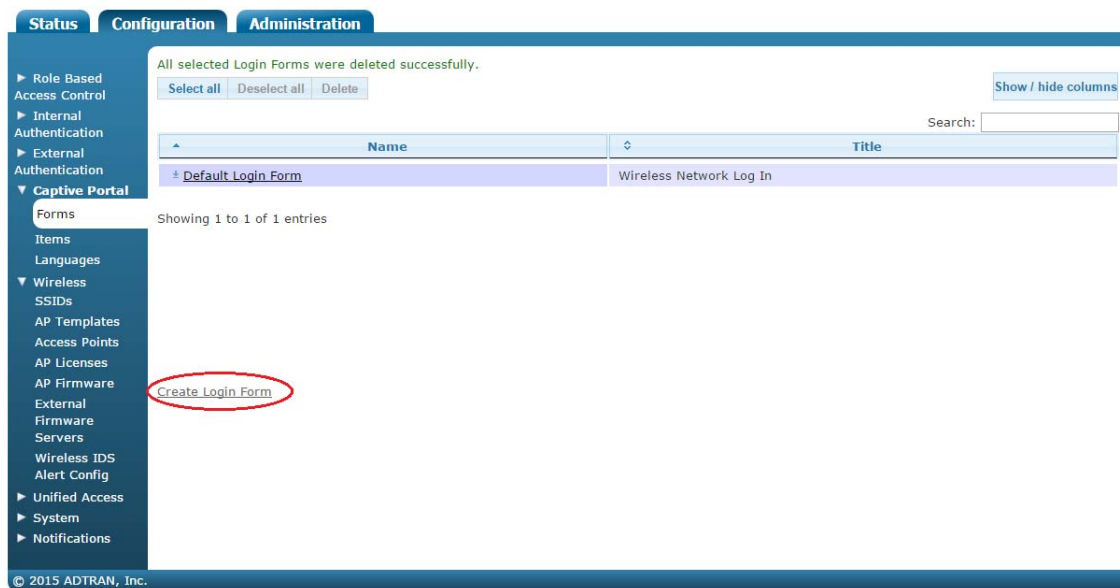 Status Configuration Administration
All selected Login Forms were deleted successfully.
Select all Deselect all Delete
Show / hide columns
Search:
Name Title
Default Login Form Wireless Network Log In
Showing 1 to 1 of 1 entries
Create Login Form
Role Based
Access Control
Internal
Authentication
External
Authentication
Captive Portal
Forms
Items
Languages
Wireless
SSIDs
AP Templates
Access Points
AP Licenses
AP Firmware
External
Firmware
Servers
Wireless IDS
Alert Config
Unified Access
System
Notifications
© 2015 ADTRAN, Inc.